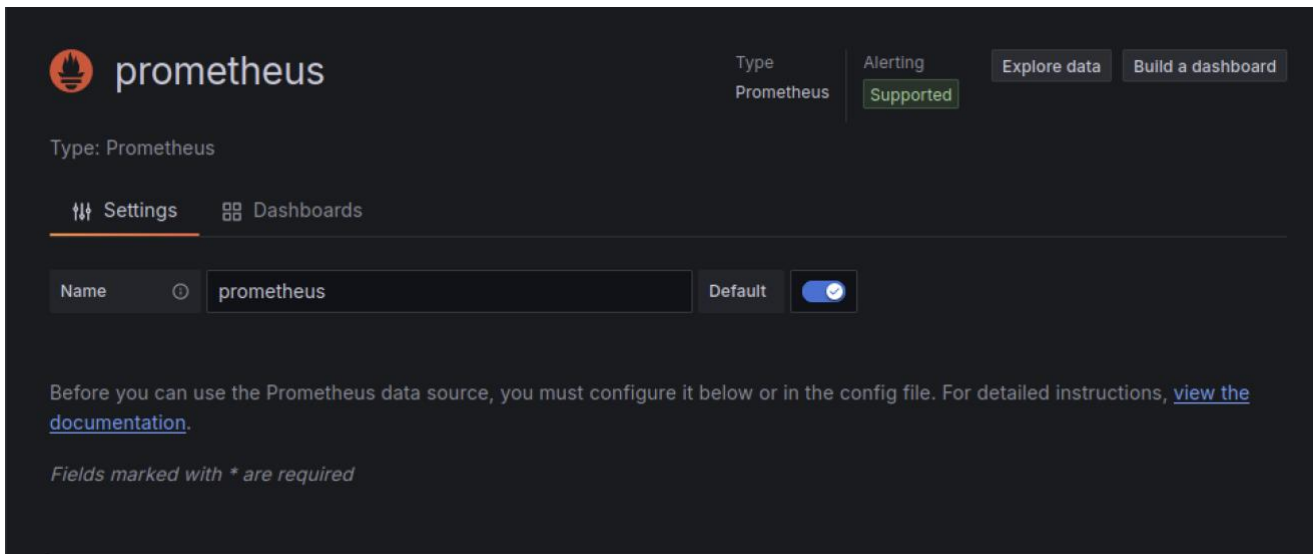 prometheus
Type
Prometheus
Alerting
Supported
Explore data
Build a dashboard
Type: Prometheus
Settings
Dashboards
Name
prometheus
Default
Before you can use the Prometheus data source, you must configure it below or in the config file. For detailed instructions, view the
documentation.
Fields marked with * are required